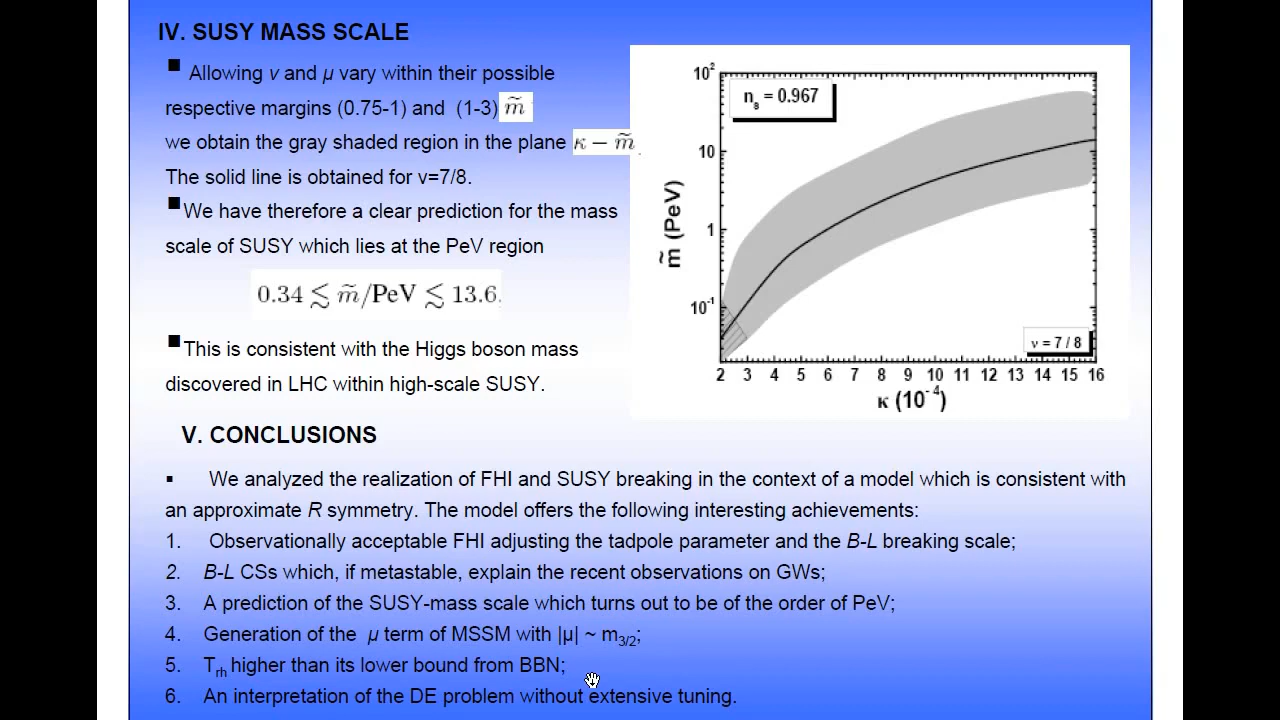 IV. SUSY MASS SCALE
▪ Allowing ν and μ vary within their possible
respective margins (0.75-1) and (1-3) m̃
we obtain the gray shaded region in the plane κ − m̃
The solid line is obtained for ν=7/8.
▪ We have therefore a clear prediction for the mass
scale of SUSY which lies at the PeV region
0.34 ≲ m̃/PeV ≲ 13.6
▪ This is consistent with the Higgs boson mass
discovered in LHC within high-scale SUSY.
10²
10
1
10⁻¹
m̃ (PeV)
nₛ = 0.967
ν = 7 / 8
2 3 4 5 6 7 8 9 10 11 12 13 14 15 16
κ (10⁻⁴)
V. CONCLUSIONS
▪ We analyzed the realization of FHI and SUSY breaking in the context of a model which is consistent with
an approximate R symmetry. The model offers the following interesting achievements:
1. Observationally acceptable FHI adjusting the tadpole parameter and the B-L breaking scale;
2. B-L CSs which, if metastable, explain the recent observations on GWs;
3. A prediction of the SUSY-mass scale which turns out to be of the order of PeV;
4. Generation of the μ term of MSSM with |μ| ~ m3/2;
5. Trh higher than its lower bound from BBN;
6. An interpretation of the DE problem without extensive tuning.